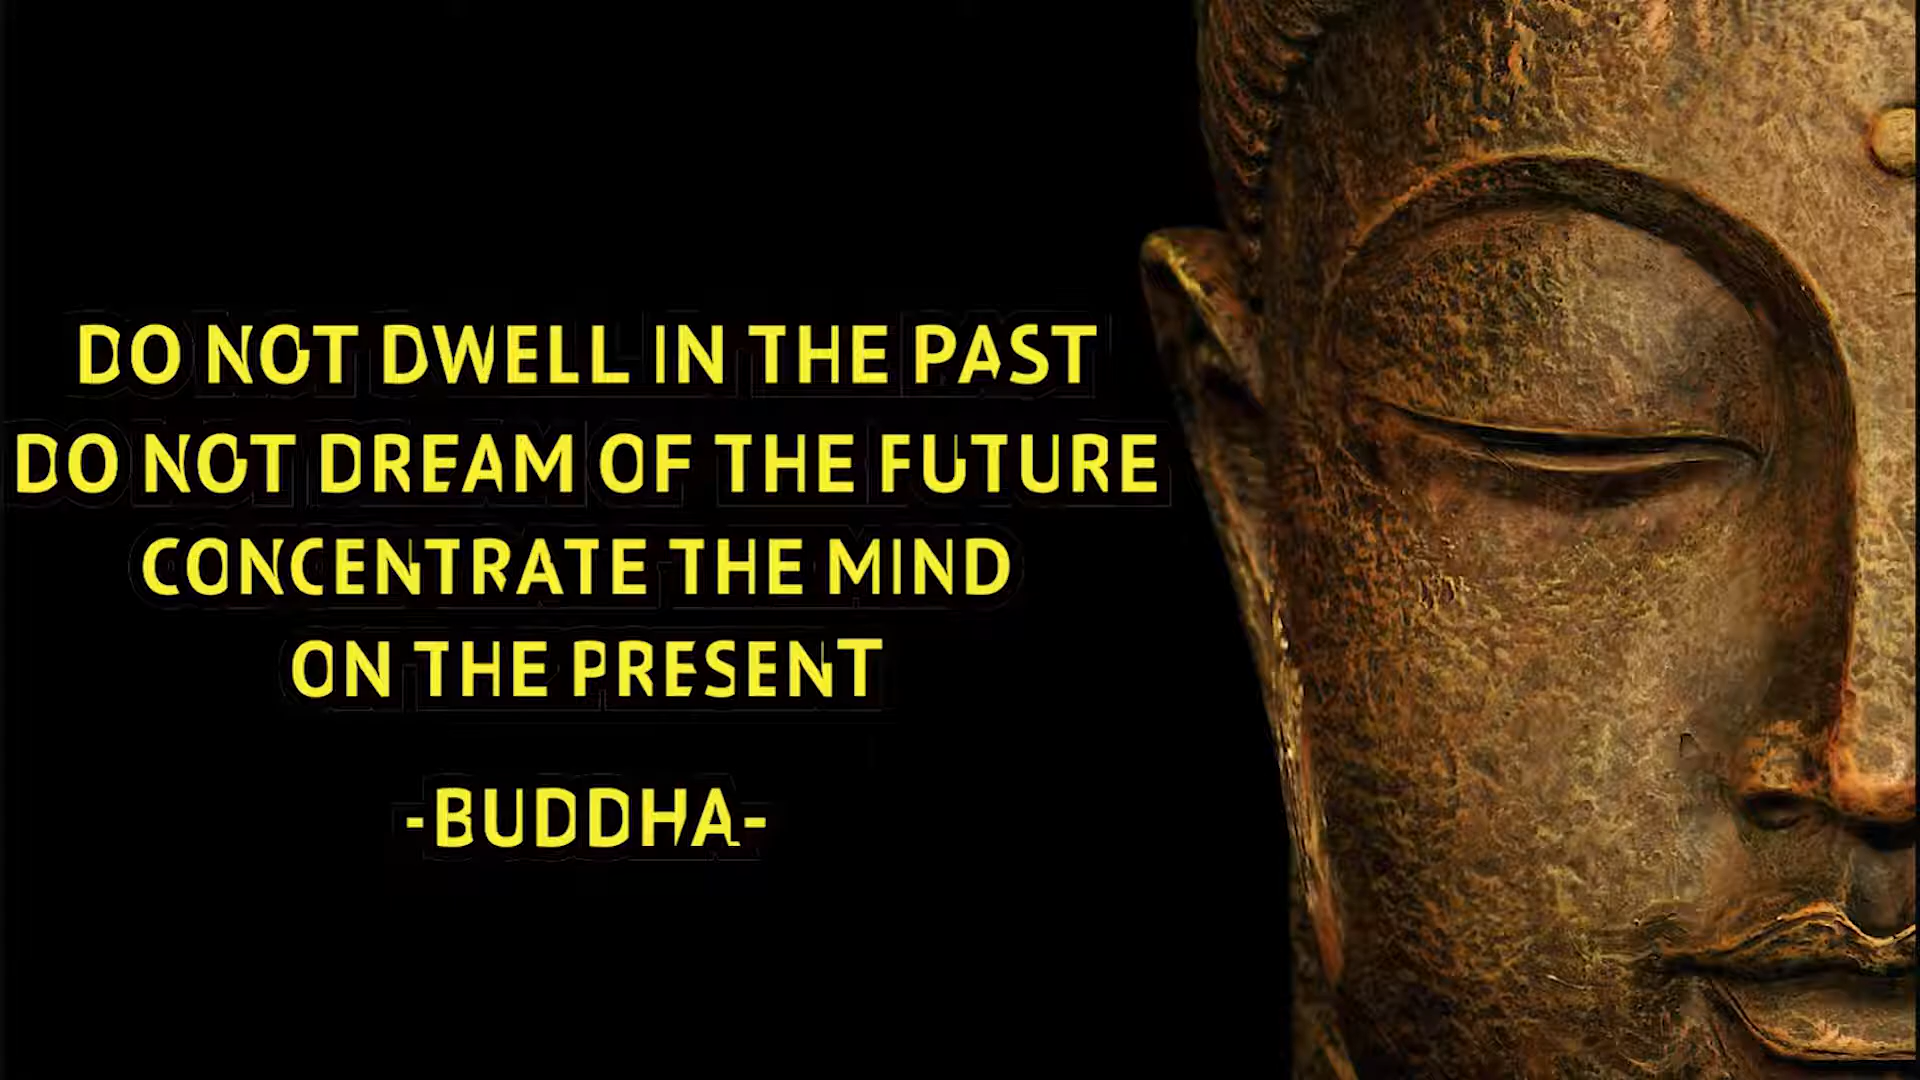 DO NOT DWELL IN THE PAST
DO NOT DREAM OF THE FUTURE
CONCENTRATE THE MIND
ON THE PRESENT
-BUDDHA-